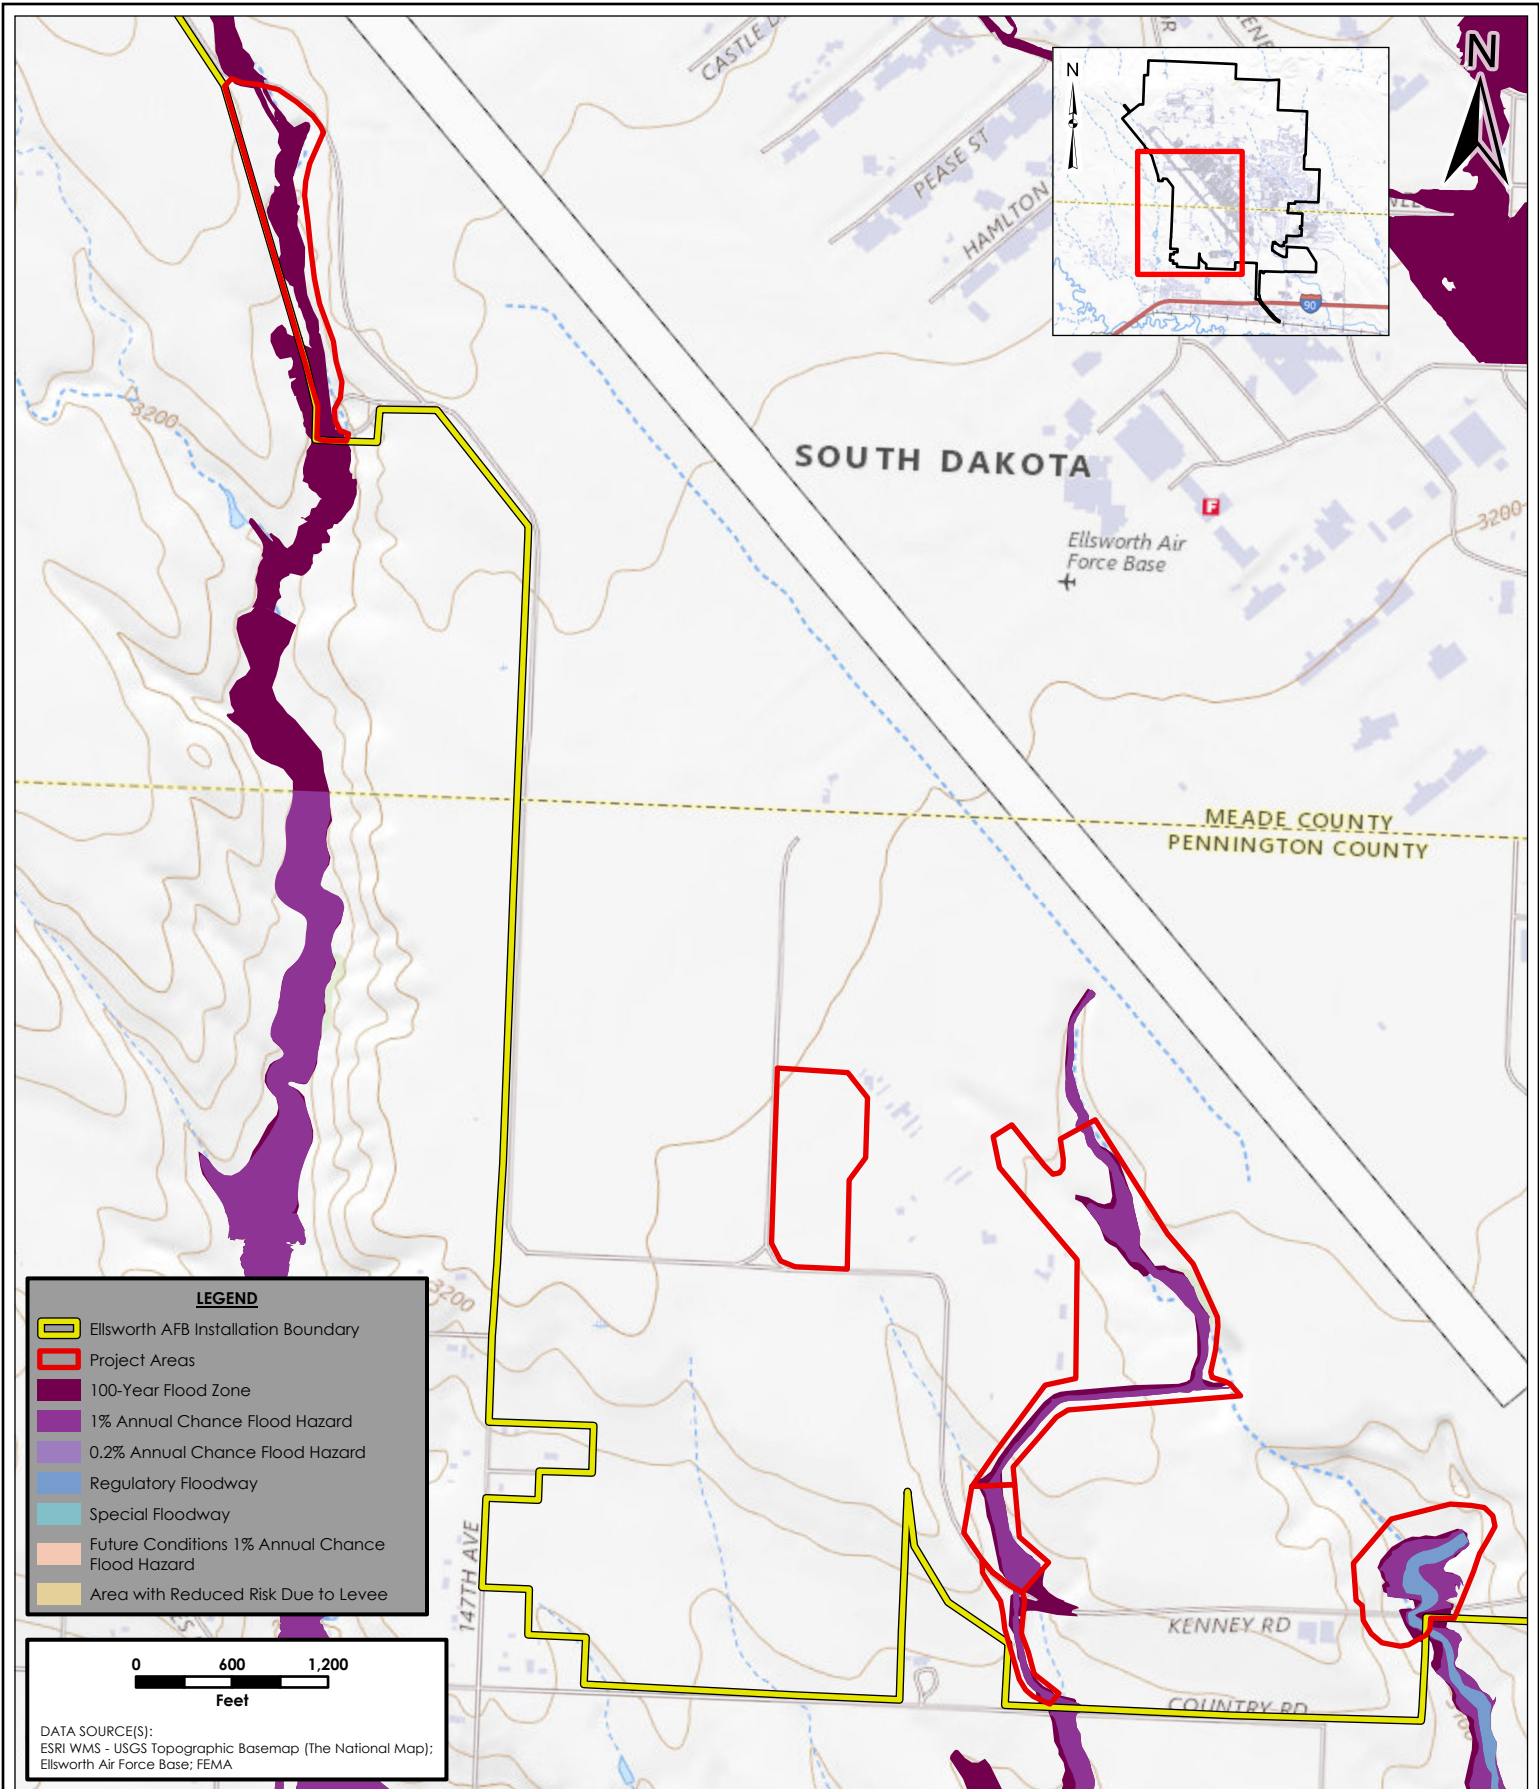 CASTLE D
PEASE ST
HAMLTON
DR
N
N
90
3200
SOUTH DAKOTA
F
3200
Ellsworth Air
Force Base
MEADE COUNTY
PENNINGTON COUNTY
3200
LEGEND
Ellsworth AFB Installation Boundary
Project Areas
100-Year Flood Zone
1% Annual Chance Flood Hazard
0.2% Annual Chance Flood Hazard
Regulatory Floodway
Special Floodway
Future Conditions 1% Annual Chance
Flood Hazard
Area with Reduced Risk Due to Levee
147TH AVE
KENNEY RD
COUNTRY RD
0 600 1,200
Feet
DATA SOURCE(S):
ESRI WMS - USGS Topographic Basemap (The National Map);
Ellsworth Air Force Base; FEMA